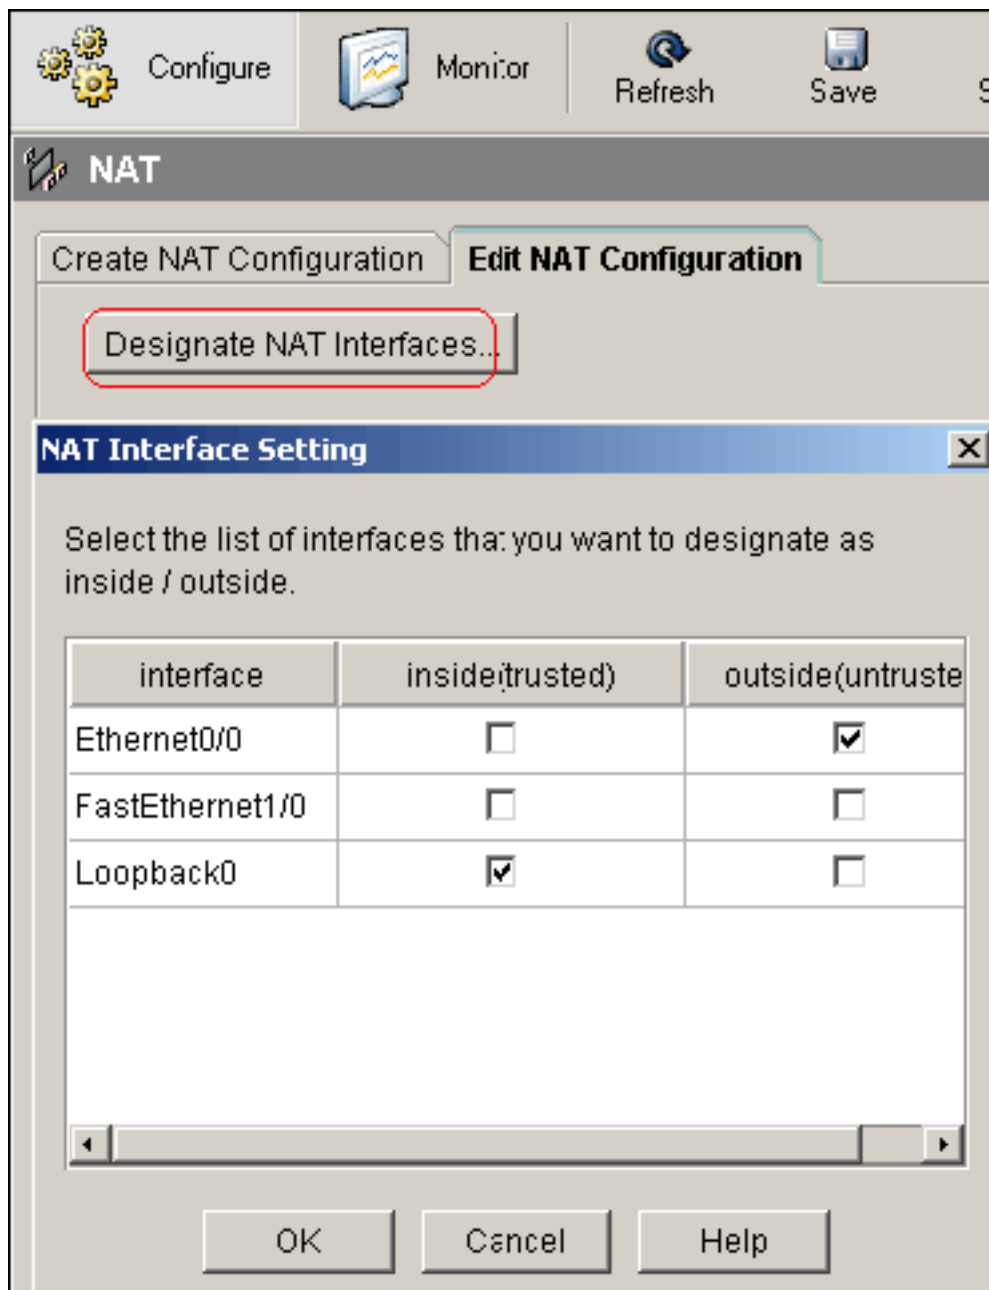 Configure Monitor Refresh Save S
NAT
Create NAT Configuration Edit NAT Configuration
Designate NAT Interfaces...
NAT Interface Setting
Select the list of interfaces that you want to designate as
inside / outside.
interface inside(trusted) outside(untruste
Ethernet0/0
FastEthernet1/0
Loopback0
OK Cancel Help